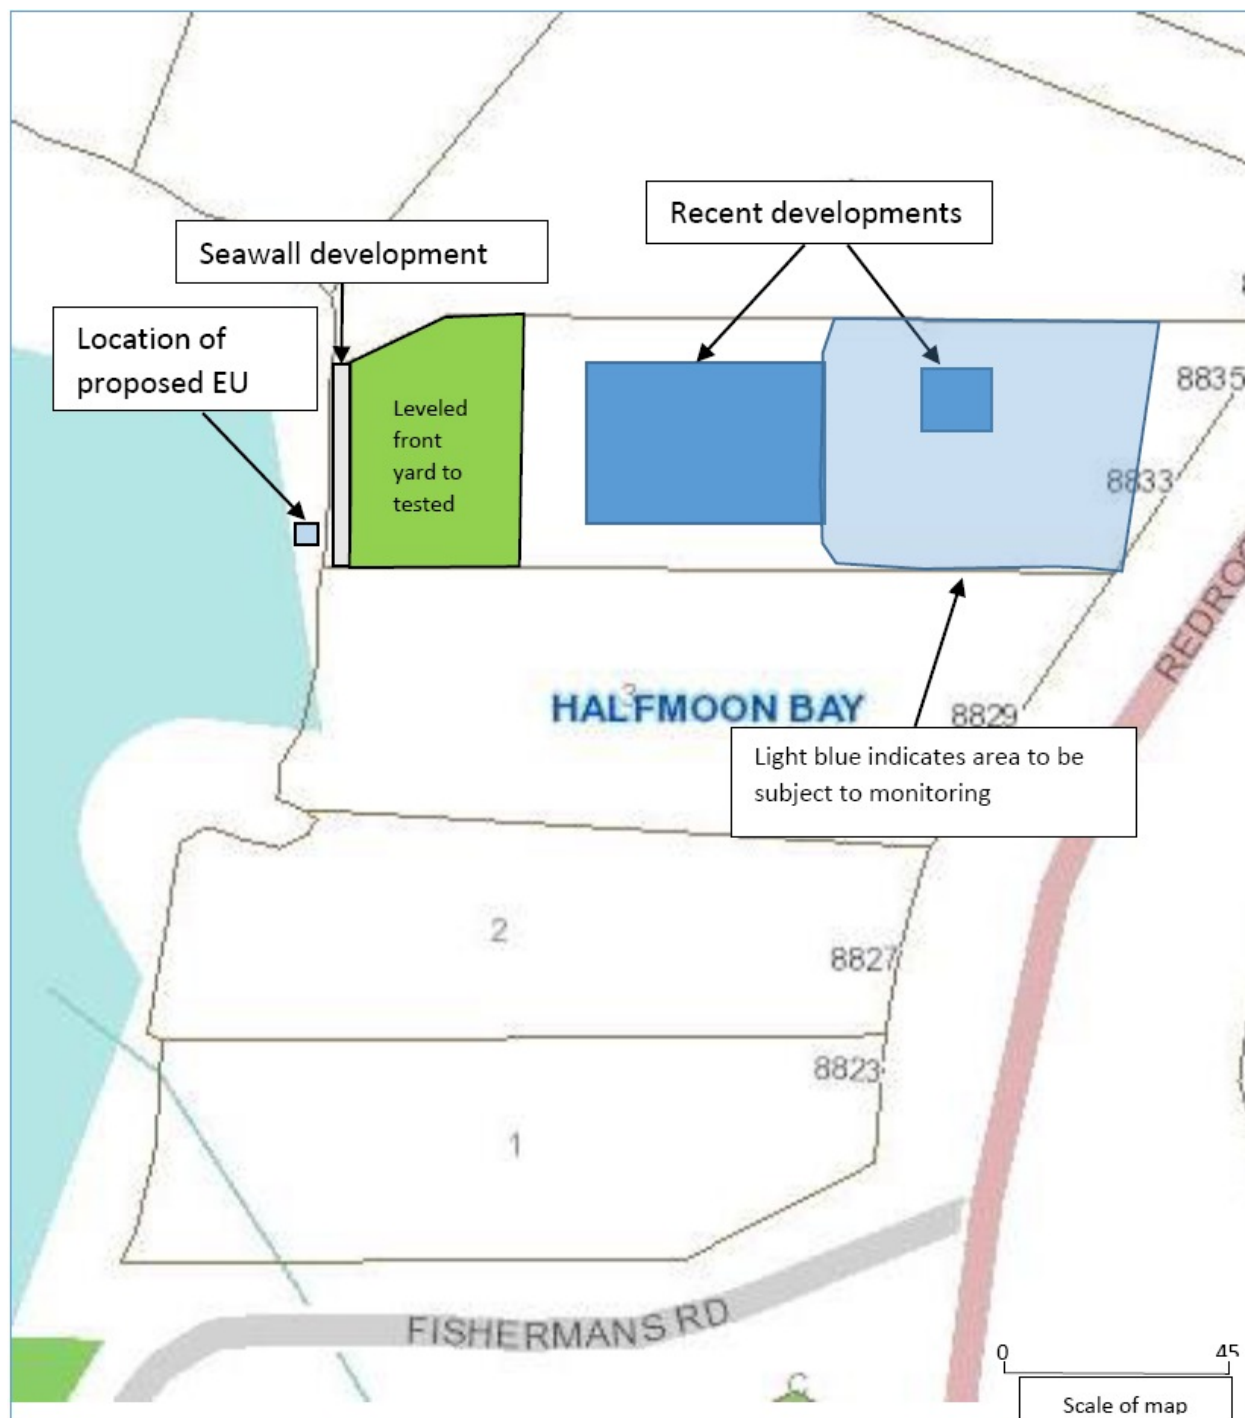 Recent developments
Seawall development
Location of
proposed EU
8835
Leveled
front
yard to
tested
8833
REDROO
3
HALFMOON BAY
8829
Light blue indicates area to be
subject to monitoring
2
8827
8823
1
FISHERMANS RD
0 45
C
Scale of map